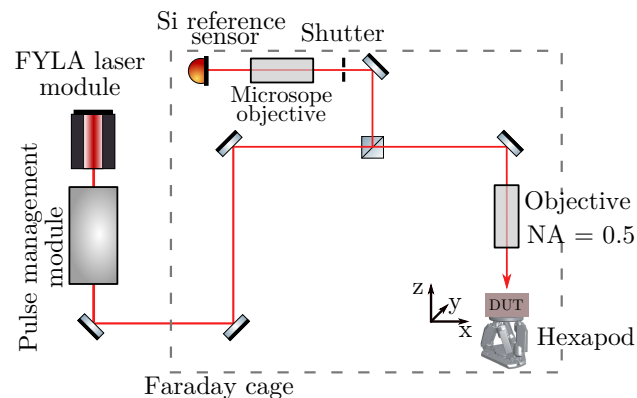 Si reference
sensor
Shutter
FYLA laser
module
Microsope
objective
Pulse management
module
Objective
NA = 0.5
z
y
x
DUT
Hexapod
Faraday cage